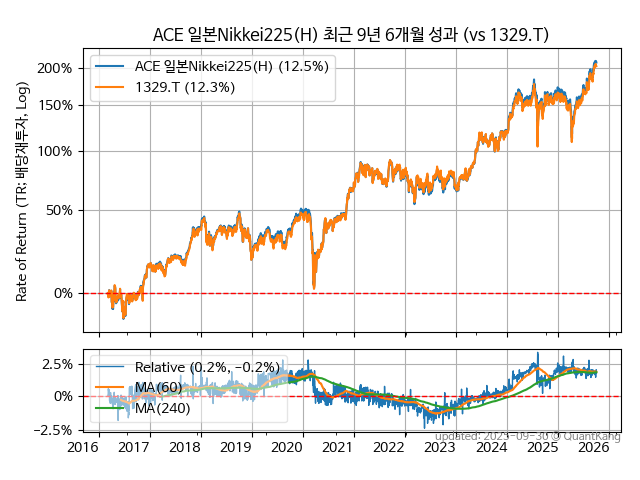 ACE 일본Nikkei225(H) 최근 9년 6개월 성과 (vs 1329.T)
Rate of Return (TR: 배당재투자, Log)
200%
150%
100%
50%
0%
ACE 일본Nikkei225(H) (12.5%)
1329.T (12.3%)
2.5%
0%
−2.5%
Relative (0.2%, −0.2%)
MA(60)
MA(240)
2016 2017 2018 2019 2020 2021 2022 2023 2024 2025 2026
updated: 2025-09-30 © QuantKang